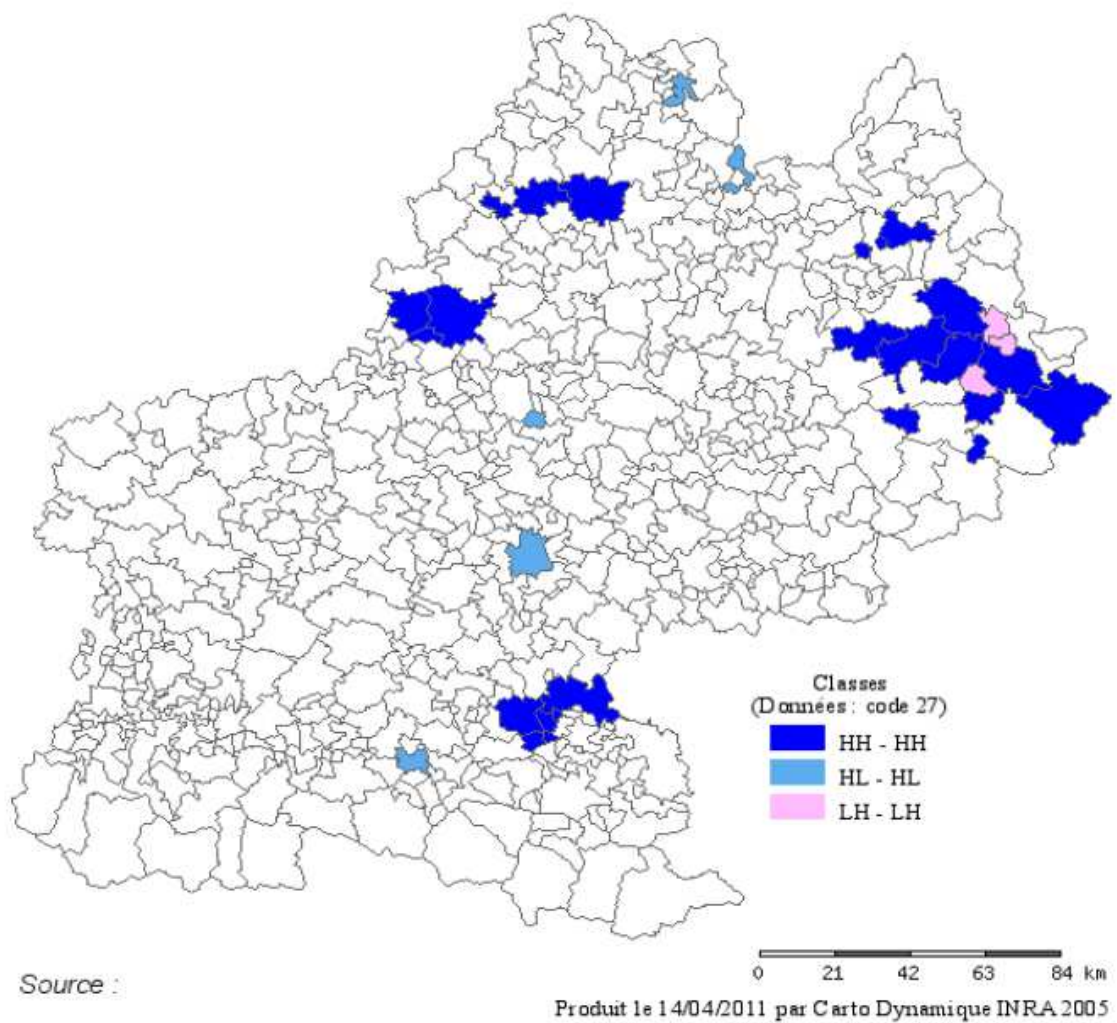 Classes
(Données : code 27)
HH - HH
HL - HL
LH - LH
0 21 42 63 84 km
Source :
Produit le 14/04/2011 par Carto Dynamique INRA 2005